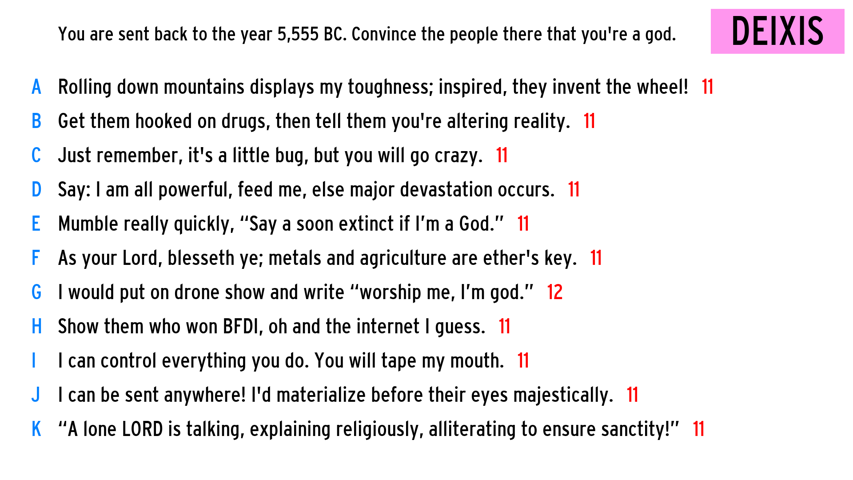 You are sent back to the year 5,555 BC. Convince the people there that you're a god.
DEIXIS
A Rolling down mountains displays my toughness; inspired, they invent the wheel! 11
B Get them hooked on drugs, then tell them you're altering reality. 11
C Just remember, it's a little bug, but you will go crazy. 11
D Say: I am all powerful, feed me, else major devastation occurs. 11
E Mumble really quickly, “Say a soon extinct if I’m a God.” 11
F As your Lord, blesseth ye; metals and agriculture are ether's key. 11
G I would put on drone show and write “worship me, I’m god.” 12
H Show them who won BFDI, oh and the internet I guess. 11
I I can control everything you do. You will tape my mouth. 11
J I can be sent anywhere! I'd materialize before their eyes majestically. 11
K “A lone LORD is talking, explaining religiously, alliterating to ensure sanctity!” 11